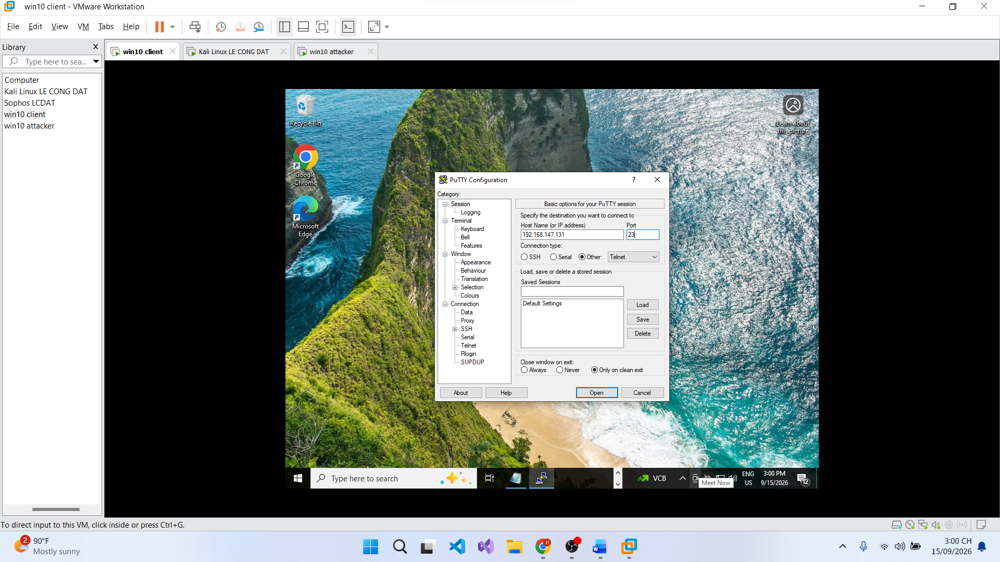 win10 client - VMware Workstation
File Edit View VM Tabs Help
Library
Type here to sea...
win10 client
Kali Linux LE CONG DAT
win10 attacker
Computer
Kali Linux LE CONG DAT
Sophos LCDAT
win10 client
win10 attacker
Recycle Bin
Google
Chrome
Microsoft
Edge
Learn about
this picture
PuTTY Configuration
?
Category:
Session
Logging
Terminal
Keyboard
Bell
Features
Window
Appearance
Behaviour
Translation
Selection
Colours
Connection
Data
Proxy
SSH
Serial
Telnet
Rlogin
SUPDUP
Basic options for your PuTTY session
Specify the destination you want to connect to
Host Name (or IP address) Port
192.168.147.131 23
Connection type:
SSH Serial Other: Telnet
Load, save or delete a stored session
Saved Sessions
Default Settings
Load
Save
Delete
Close window on exit:
Always Never Only on clean exit
About Help Open Cancel
Type here to search
VCB
Meet Now
ENG
US
3:00 PM
9/15/2026
12
To direct input to this VM, click inside or press Ctrl+G.
2
90°F
Mostly sunny
3:00 CH
15/09/2026